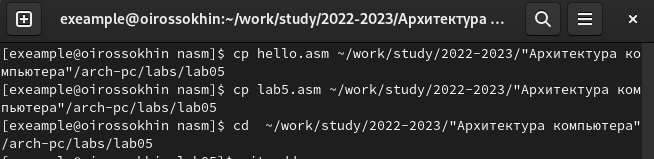 exeample@oirossokhin:~/work/study/2022-2023/Архитектура ...
[exeample@oirossokhin nasm]$ cp hello.asm ~/work/study/2022-2023/"Архитектура ко
мпьютера"/arch-pc/labs/lab05
[exeample@oirossokhin nasm]$ cp lab5.asm ~/work/study/2022-2023/"Архитектура ком
пьютера"/arch-pc/labs/lab05
[exeample@oirossokhin nasm]$ cd  ~/work/study/2022-2023/"Архитектура компьютера"
/arch-pc/labs/lab05